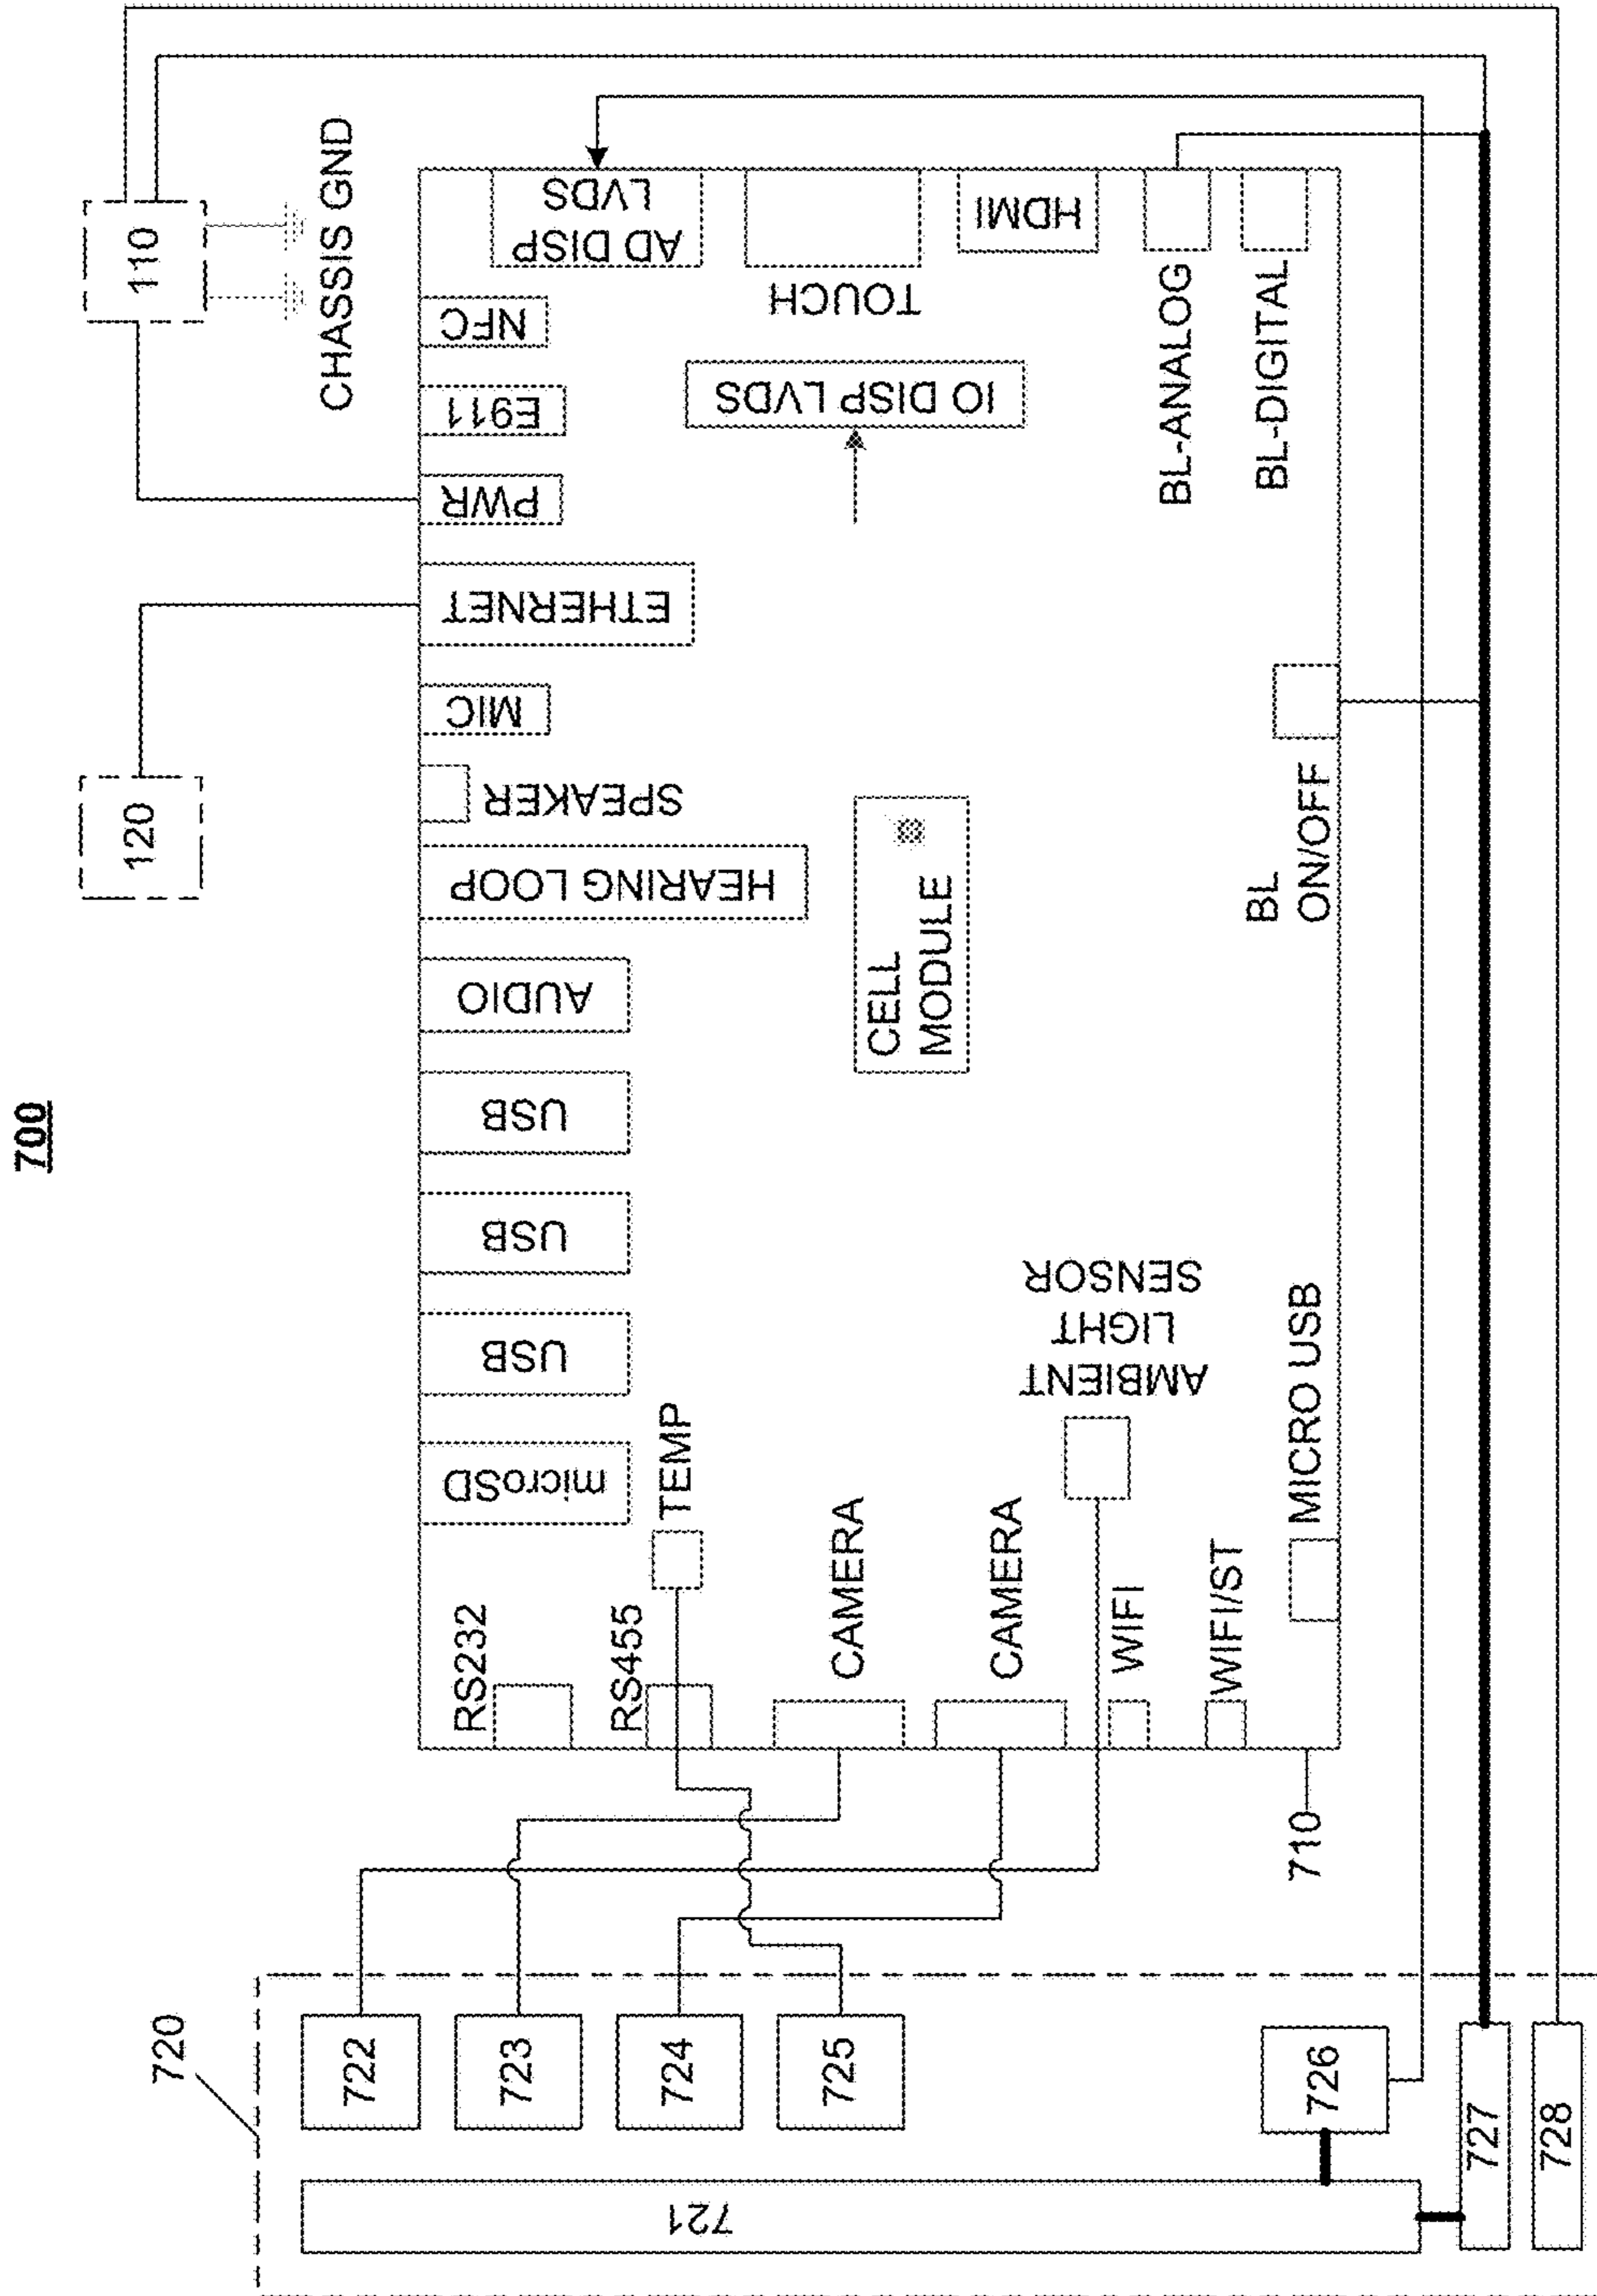 700
120
110
CHASSIS GND
microSD
USB
USB
USB
AUDIO
HEARING LOOP
SPEAKER
MIC
ETHERNET
PWR
E911
NFC
AD DISP
LVDS
TOUCH
HDMI
IO DISP LVDS
BL-ANALOG
BL-DIGITAL
RS232
RS455
TEMP
CAMERA
CAMERA
AMBIENT
LIGHT
SENSOR
WIFI
WIFI/ST
MICRO USB
CELL
MODULE
BL
ON/OFF
710
720
722
723
724
725
726
721
727
728